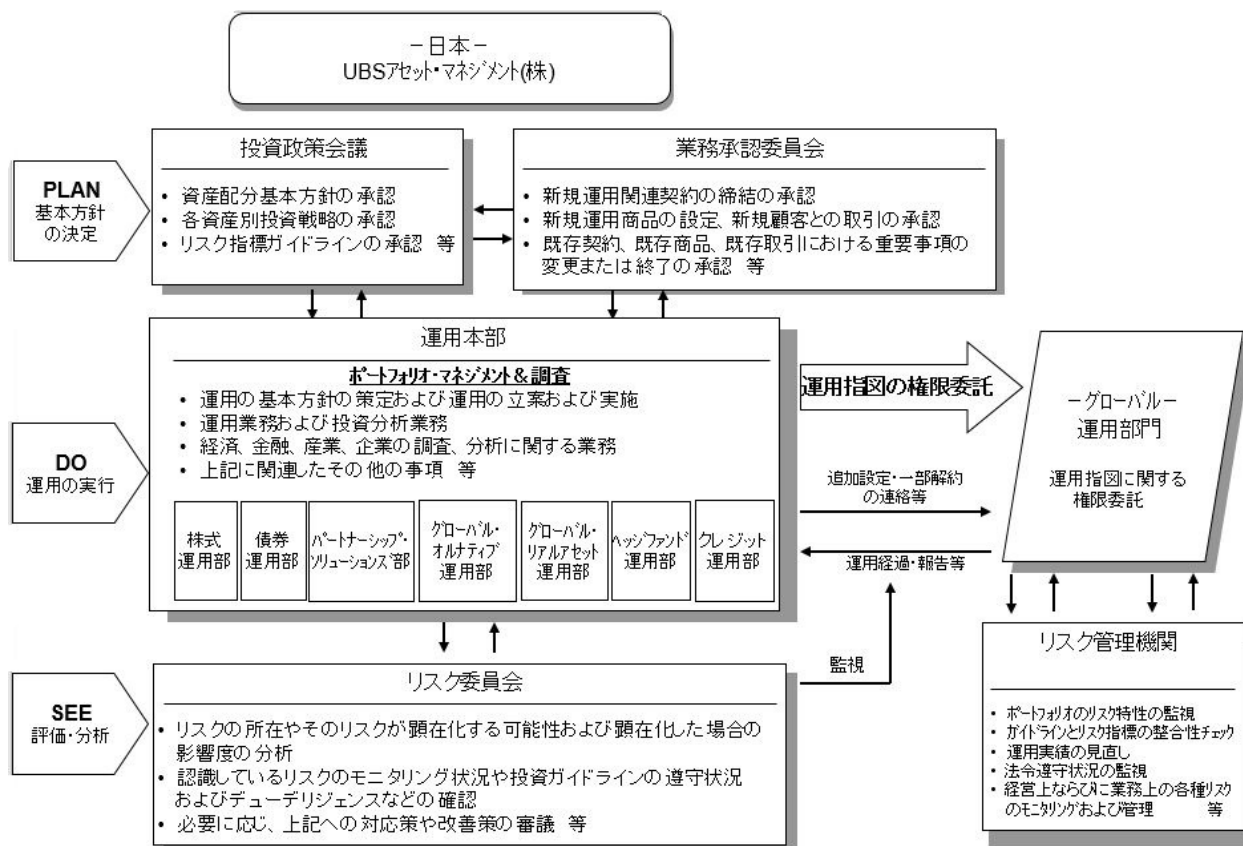 －日本－
UBSアセット・マネジメント(株)
PLAN
基本方針
の決定
投資政策会議
• 資産配分基本方針の承認
• 各資産別投資戦略の承認
• リスク指標ガイドラインの承認 等
業務承認委員会
• 新規運用関連契約の締結の承認
• 新規運用商品の設定、新規顧客との取引の承認
• 既存契約、既存商品、既存取引における重要事項の
変更または終了の承認 等
DO
運用の実行
運用本部
ポートフォリオ・マネジメント&調査
• 運用の基本方針の策定および運用の立案および実施
• 運用業務および投資分析業務
• 経済、金融、産業、企業の調査、分析に関する業務
• 上記に関連したその他の事項 等
株式
運用部
債券
運用部
パートナーシップ・
ソリューションズ部
グローバル・
オルナティブ
運用部
グローバル・
リアルアセット
運用部
ヘッジファンド
運用部
クレジット
運用部
運用指図の権限委託
追加設定・一部解約
の連絡等
運用経過・報告等
－グローバル－
運用部門
運用指図に関する
権限委託
SEE
評価・分析
リスク委員会
• リスクの所在やそのリスクが顕在化する可能性および顕在化した場合の
影響度の分析
• 認識しているリスクのモニタリング状況や投資ガイドラインの遵守状況
およびデューデリジェンスなどの確認
• 必要に応じ、上記への対応策や改善策の審議 等
監視
リスク管理機関
• ポートフォリオのリスク特性の監視
• ガイドラインとリスク指標の整合性チェック
• 運用実績の見直し
• 法令遵守状況の監視
• 経営上ならびに業務上の各種リスク
のモニタリングおよび管理 等